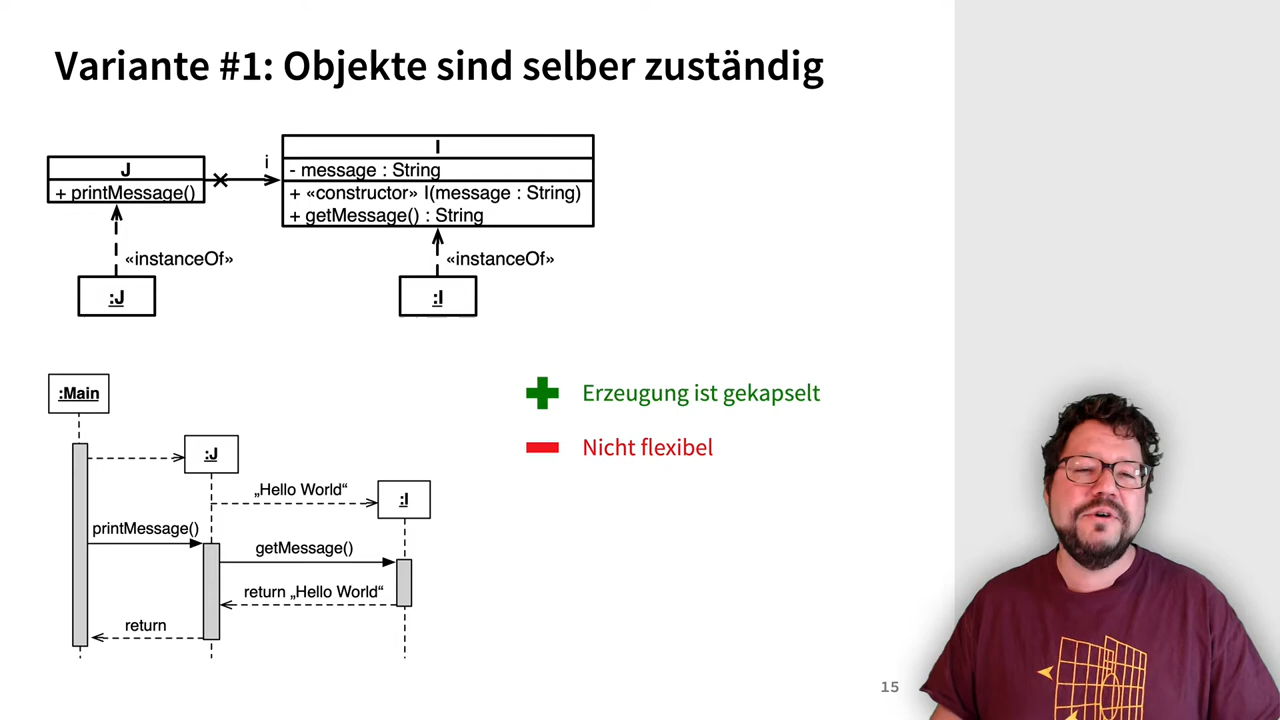 Variante #1: Objekte sind selber zuständig
J
+ printMessage()
i
I
- message : String
+ «constructor» I(message : String)
+ getMessage() : String
«instanceOf»
«instanceOf»
:J
:I
:Main
:J
„Hello World“
:I
printMessage()
getMessage()
return „Hello World“
return
Erzeugung ist gekapselt
Nicht flexibel
15